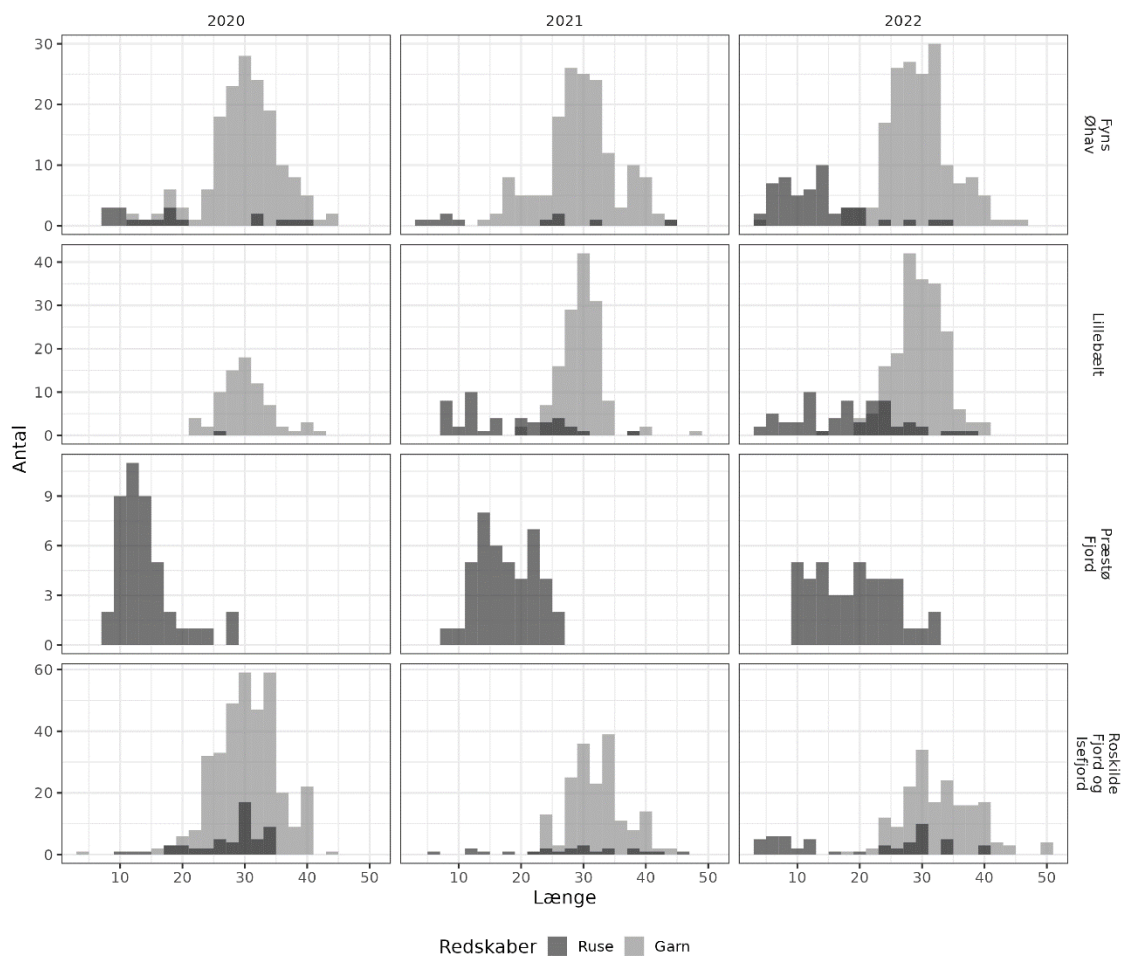 2020 2021 2022
30
20
10
0
Fyns
Øhav
40
30
20
10
0
Lillebælt
9
6
3
0
Præstø
Fjord
60
40
20
0
Roskilde
Fjord og
Isefjord
Antal
10 20 30 40 50 10 20 30 40 50 10 20 30 40 50
Længe
Redskaber Ruse Garn